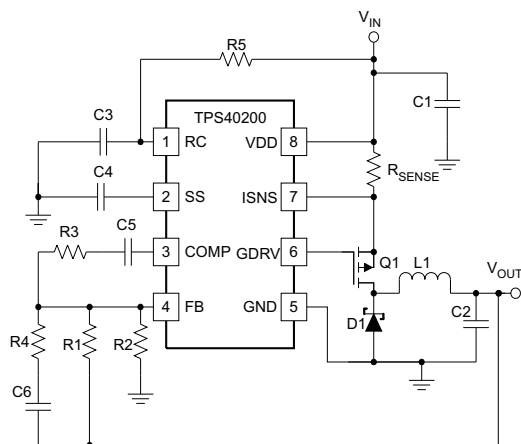 V_IN
R5
C1
C3
TPS40200
1 RC VDD 8
R_SENSE
C4
2 SS ISNS 7
R3 C5
3 COMP GDRV 6
Q1 L1
V_OUT
4 FB GND 5
D1 C2
R4 R1 R2
C6